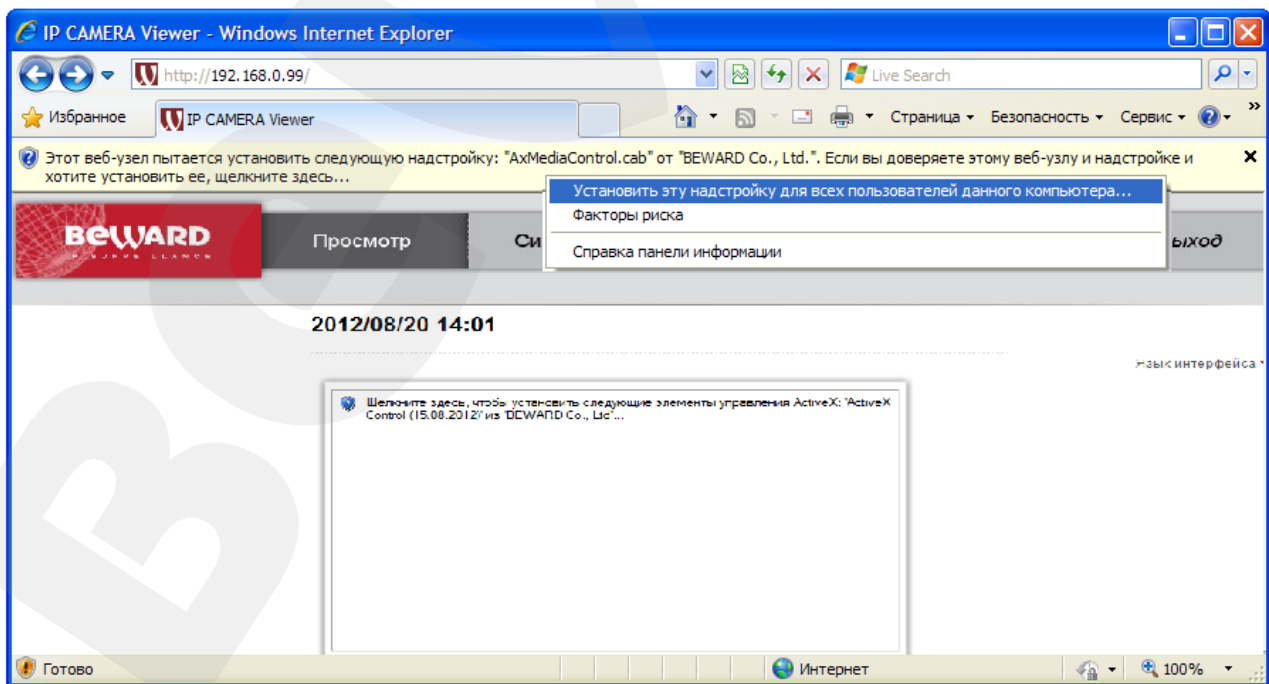 IP CAMERA Viewer - Windows Internet Explorer
http://192.168.0.99/
Live Search
Избранное
IP CAMERA Viewer
Страница
Безопасность
Сервис
Этот веб-узел пытается установить следующую надстройку: "AxMediaControl.cab" от "BEWARD Co., Ltd.". Если вы доверяете этому веб-узлу и надстройке и
хотите установить ее, щелкните здесь...
Установить эту надстройку для всех пользователей данного компьютера...
Факторы риска
Справка панели информации
BEWARD
Просмотр
Си
ыход
2012/08/20 14:01
Язык интерфейса
Щелкните здесь, чтобы установить следующие элементы управления ActiveX: 'ActiveX
Control (15.08.2012)' из 'BEWARD Co., Ltd'...
Готово
Интернет
100%